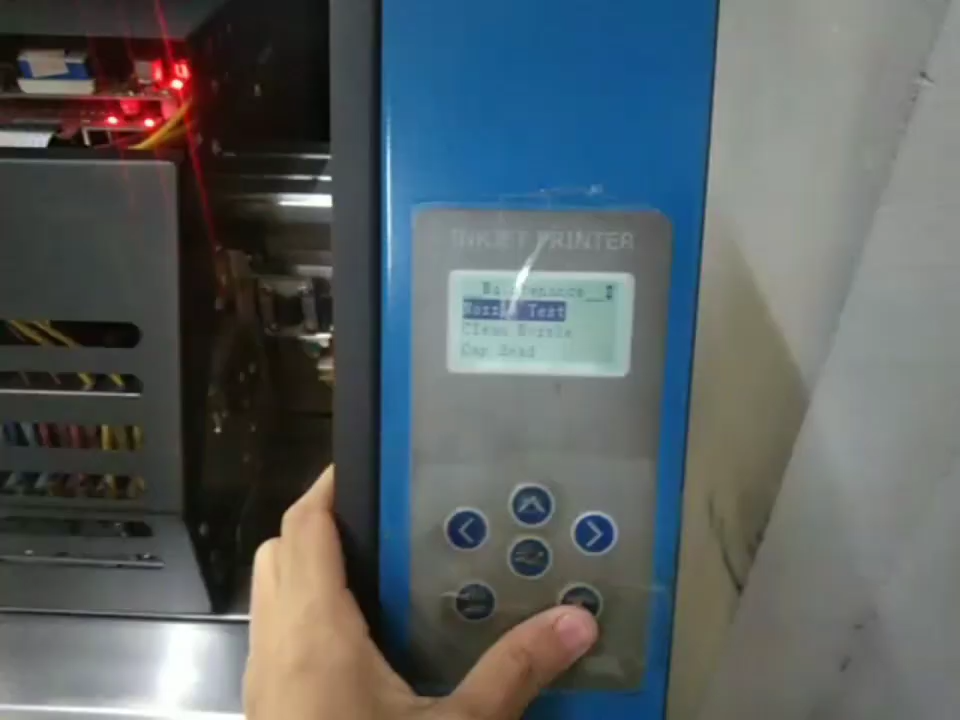 INKJET PRINTER
Maintenance
Nozzle Test
Clean Nozzle
Cap Head